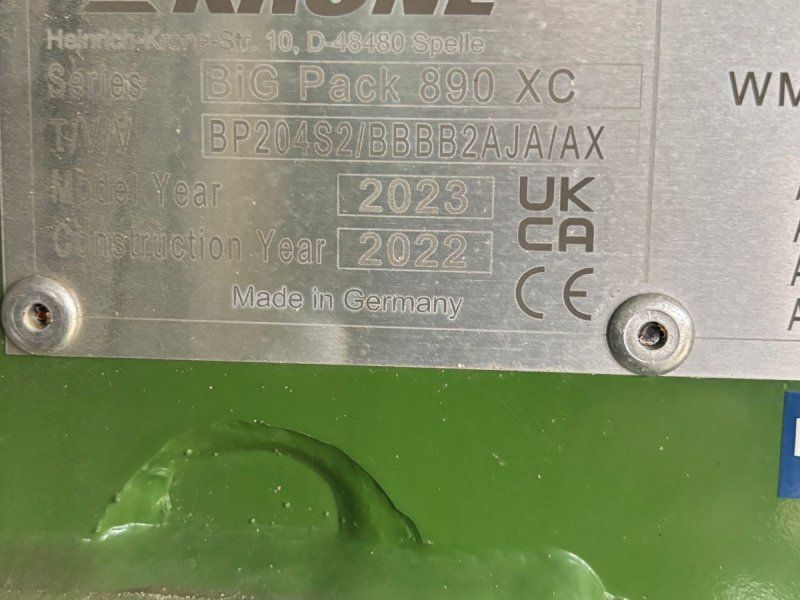 KRONE
Heinrich-Krone-Str. 10, D-48480 Spelle
Series BiG Pack 890 XC
T/V/V BP204S2/BBBB2AJA/AX
Model Year 2023
Construction Year 2022
UK
CA
CE
Made in Germany
WM